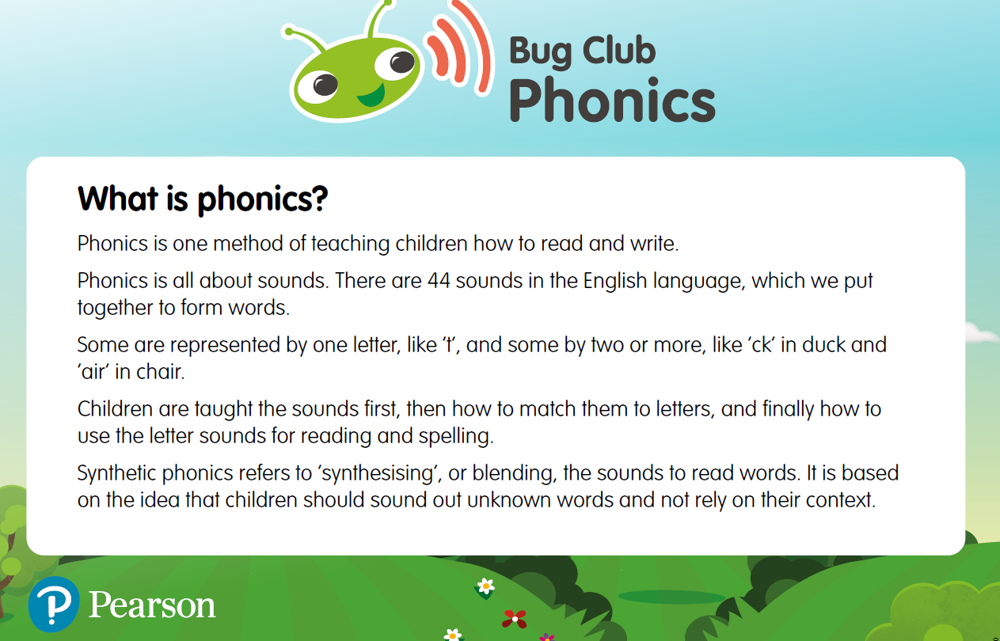 Bug Club
Phonics
What is phonics?
Phonics is one method of teaching children how to read and write.
Phonics is all about sounds. There are 44 sounds in the English language, which we put
together to form words.
Some are represented by one letter, like ‘t’, and some by two or more, like ‘ck’ in duck and
‘air’ in chair.
Children are taught the sounds first, then how to match them to letters, and finally how to
use the letter sounds for reading and spelling.
Synthetic phonics refers to ‘synthesising’, or blending, the sounds to read words. It is based
on the idea that children should sound out unknown words and not rely on their context.
Pearson